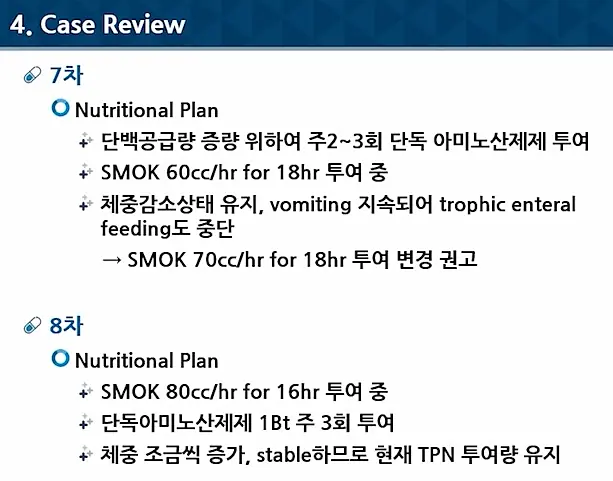 4. Case Review
7차
Nutritional Plan
단백공급량 증량 위하여 주2~3회 단독 아미노산제제 투여
SMOK 60cc/hr for 18hr 투여 중
체중감소상태 유지, vomiting 지속되어 trophic enteral
feeding도 중단
→ SMOK 70cc/hr for 18hr 투여 변경 권고
8차
Nutritional Plan
SMOK 80cc/hr for 16hr 투여 중
단독아미노산제제 1Bt 주 3회 투여
체중 조금씩 증가, stable하므로 현재 TPN 투여량 유지